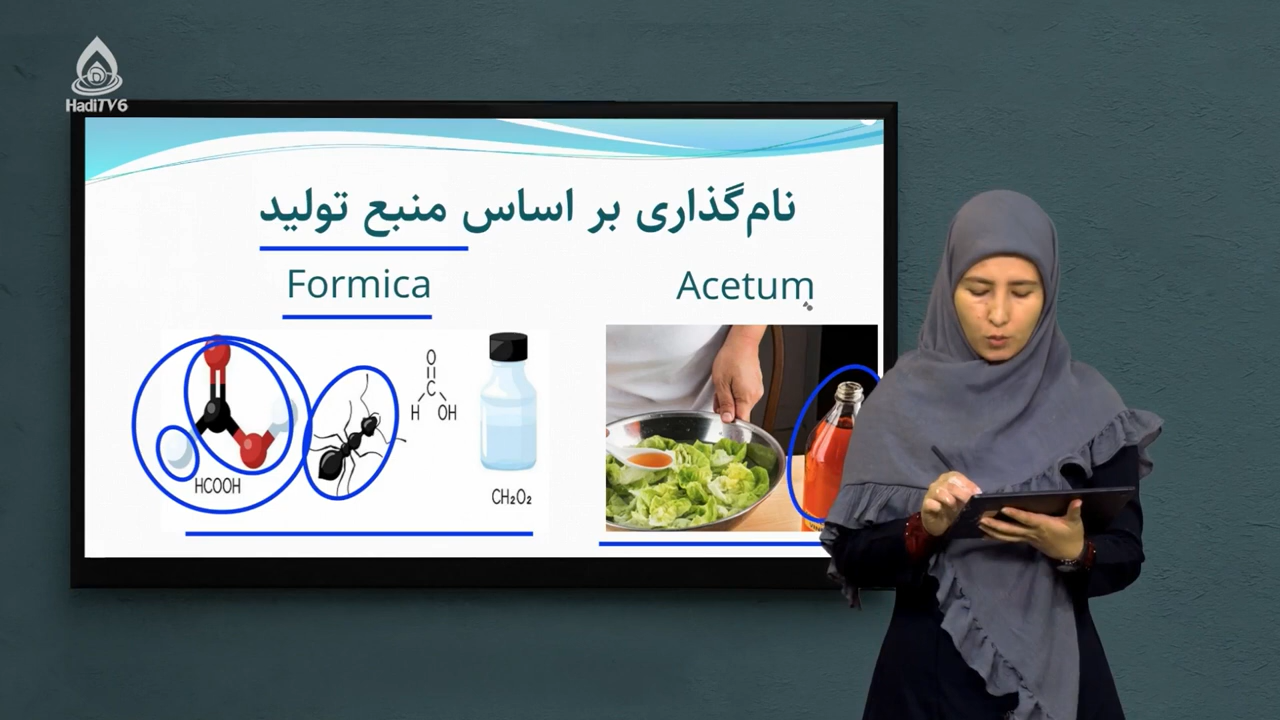 HadiTV6
نام‌گذاری بر اساس منبع تولید
Formica
Acetum
O
C
H OH
HCOOH
CH₂O₂